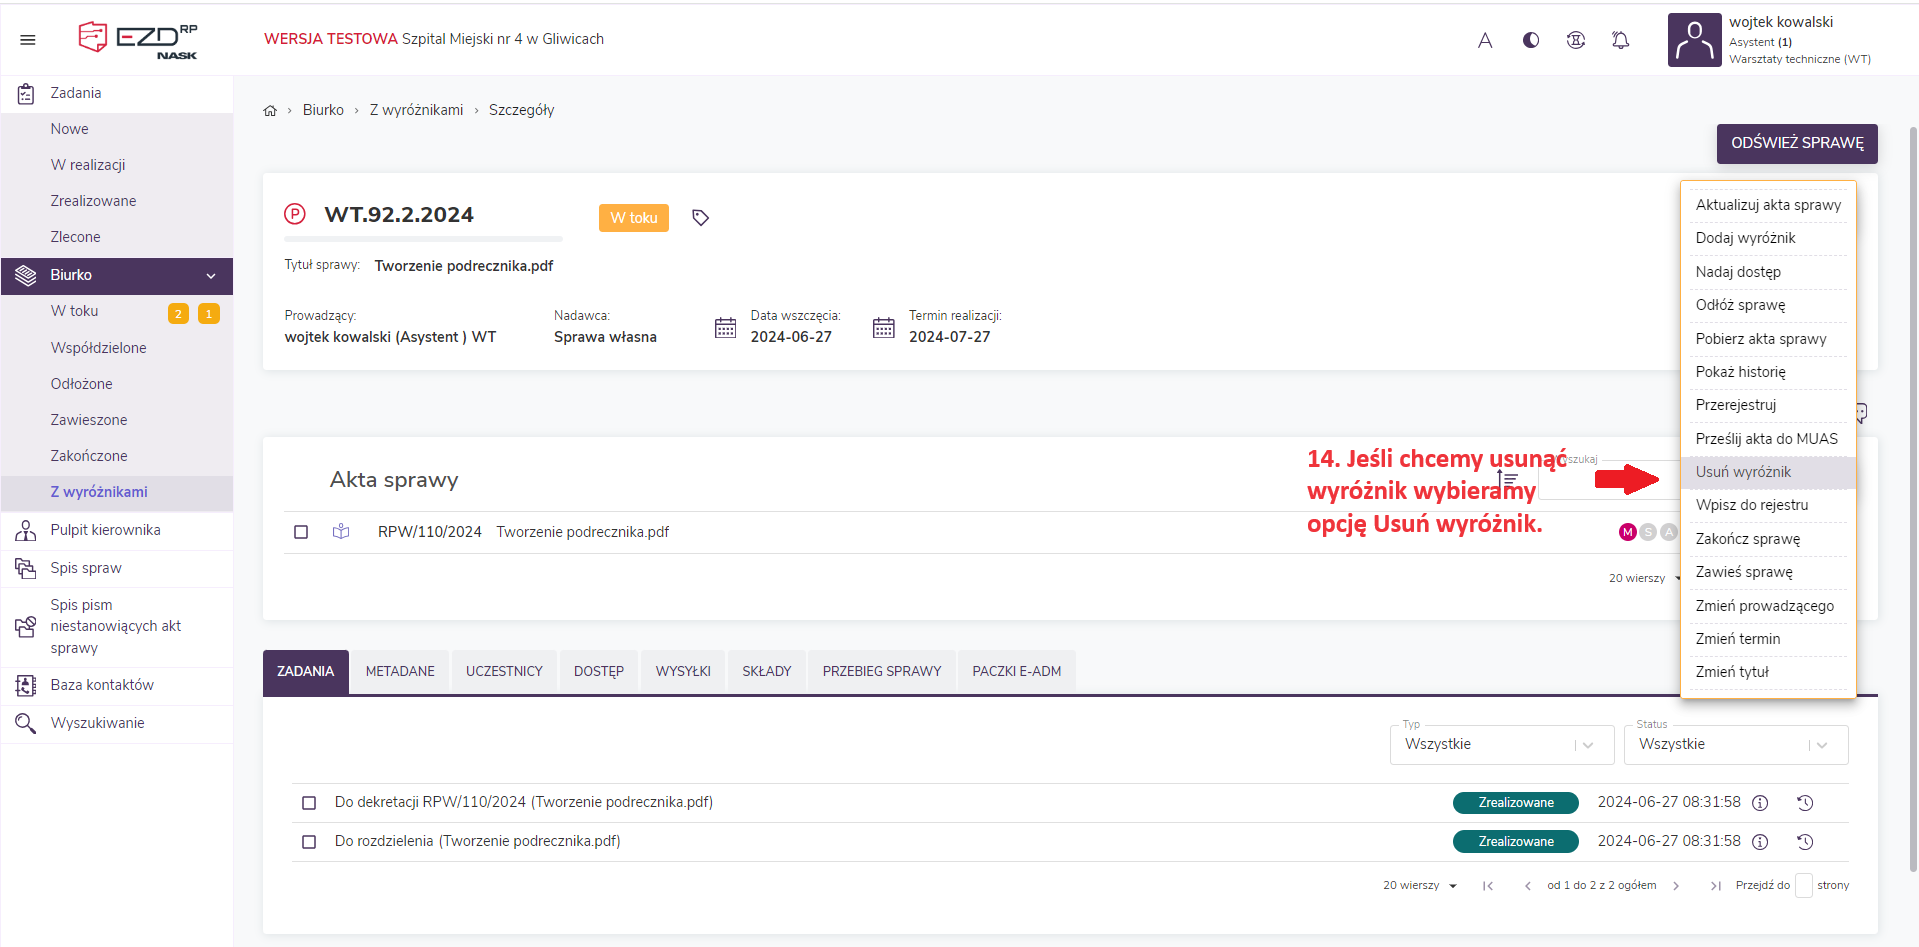 EZD RP
NASK
WERSJA TESTOWA Szpital Miejski nr 4 w Gliwicach
wojtek kowalski
Asystent (1)
Warsztaty techniczne (WT)
Zadania
Nowe
W realizacji
Zrealizowane
Zlecone
Biurko
W toku 2 1
Współdzielone
Odłożone
Zawieszone
Zakończone
Z wyróżnikami
Pulpit kierownika
Spis spraw
Spis pism
niestanowiących akt
sprawy
Baza kontaktów
Wyszukiwanie
Biurko › Z wyróżnikami › Szczegóły
ODŚWIEŻ SPRAWĘ
P WT.92.2.2024 W toku
Tytuł sprawy: Tworzenie podrecznika.pdf
Prowadzący: Nadawca: Data wszczęcia: Termin realizacji:
wojtek kowalski (Asystent ) WT Sprawa własna 2024-06-27 2024-07-27
Aktualizuj akta sprawy
Dodaj wyróżnik
Nadaj dostęp
Odłóż sprawę
Pobierz akta sprawy
Pokaż historię
Przerejestruj
Prześlij akta do MUAS
Usuń wyróżnik
Wpisz do rejestru
Zakończ sprawę
Zawieś sprawę
Zmień prowadzącego
Zmień termin
Zmień tytuł
Akta sprawy
14. Jeśli chcemy usunąć
wyróżnik wybieramy
opcję Usuń wyróżnik.
RPW/110/2024 Tworzenie podrecznika.pdf M S A
20 wierszy
ZADANIA METADANE UCZESTNICY DOSTĘP WYSYŁKI SKŁADY PRZEBIEG SPRAWY PACZKI E-ADM
Typ Status
Wszystkie Wszystkie
Do dekretacji RPW/110/2024 (Tworzenie podrecznika.pdf) Zrealizowane 2024-06-27 08:31:58
Do rozdzielenia (Tworzenie podrecznika.pdf) Zrealizowane 2024-06-27 08:31:58
20 wierszy od 1 do 2 z 2 ogółem Przejdź do strony